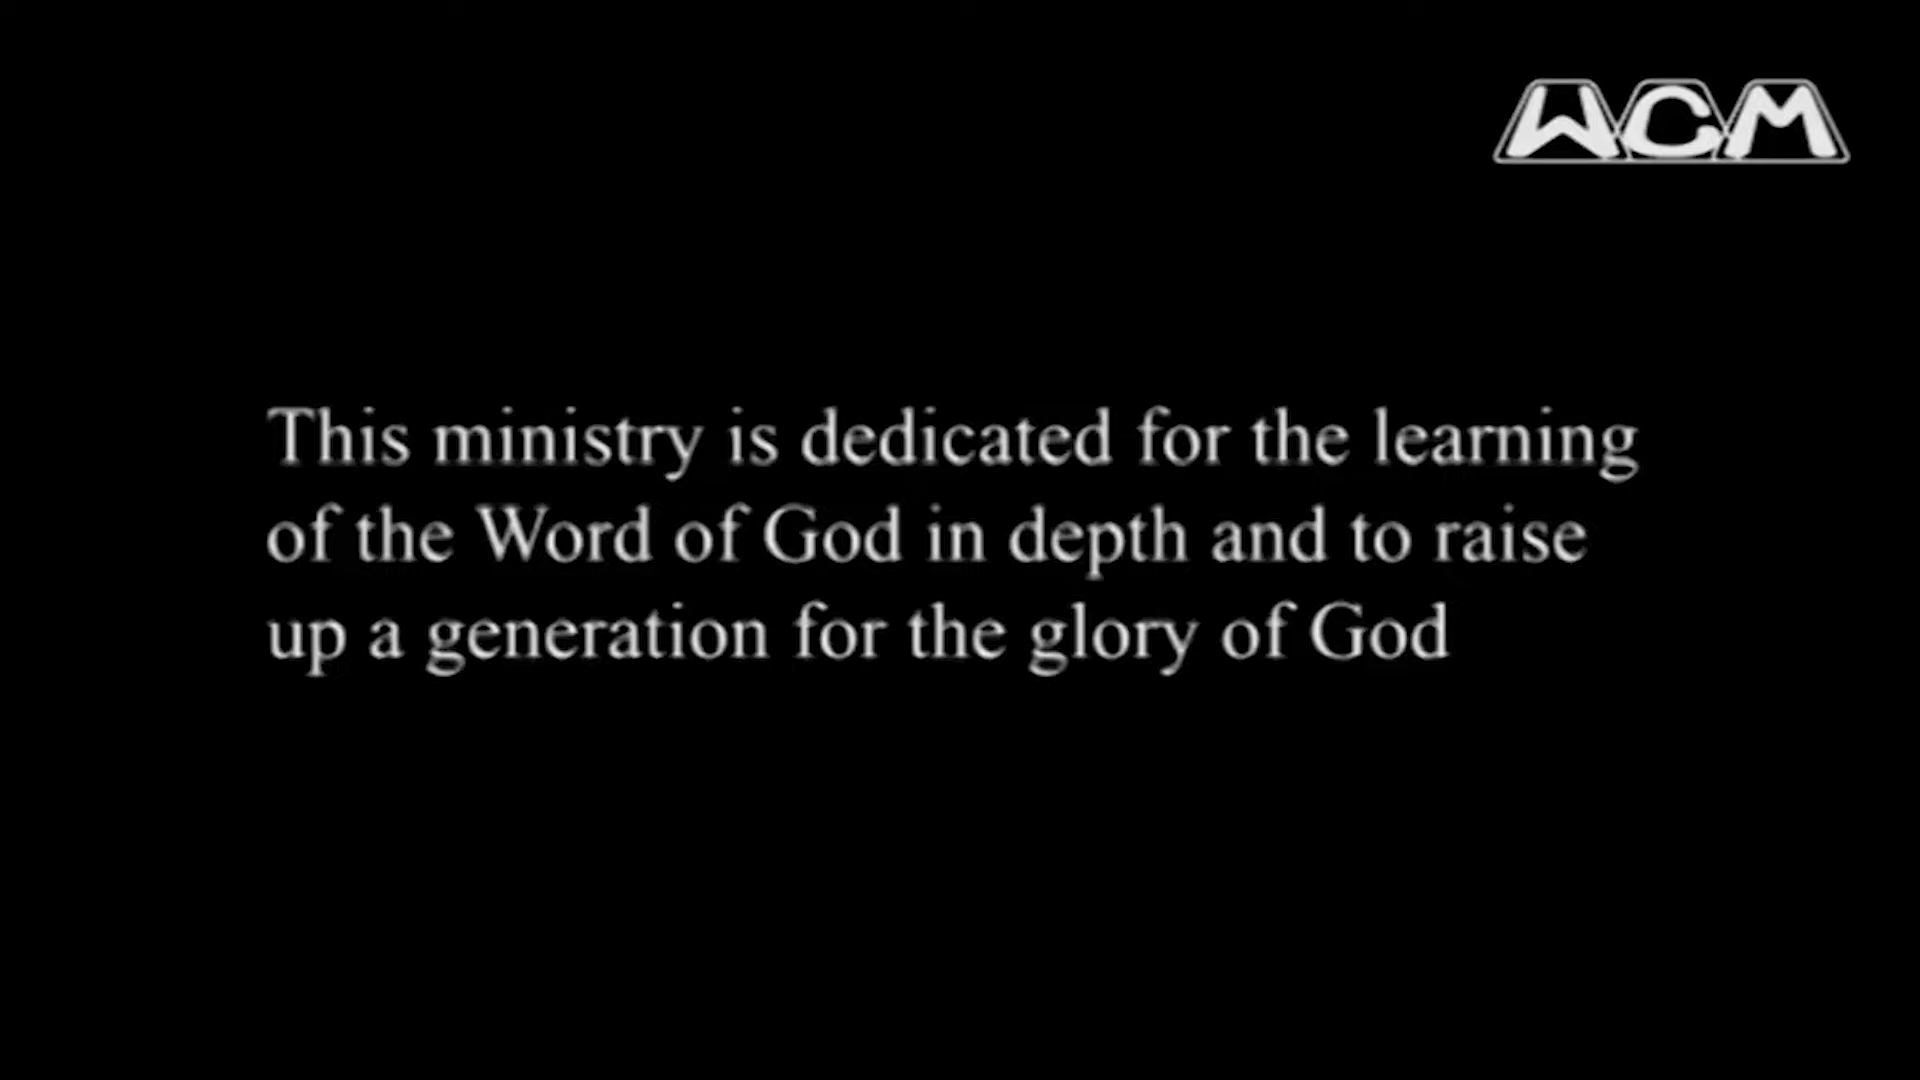 WCM
This ministry is dedicated for the learning
of the Word of God in depth and to raise
up a generation for the glory of God